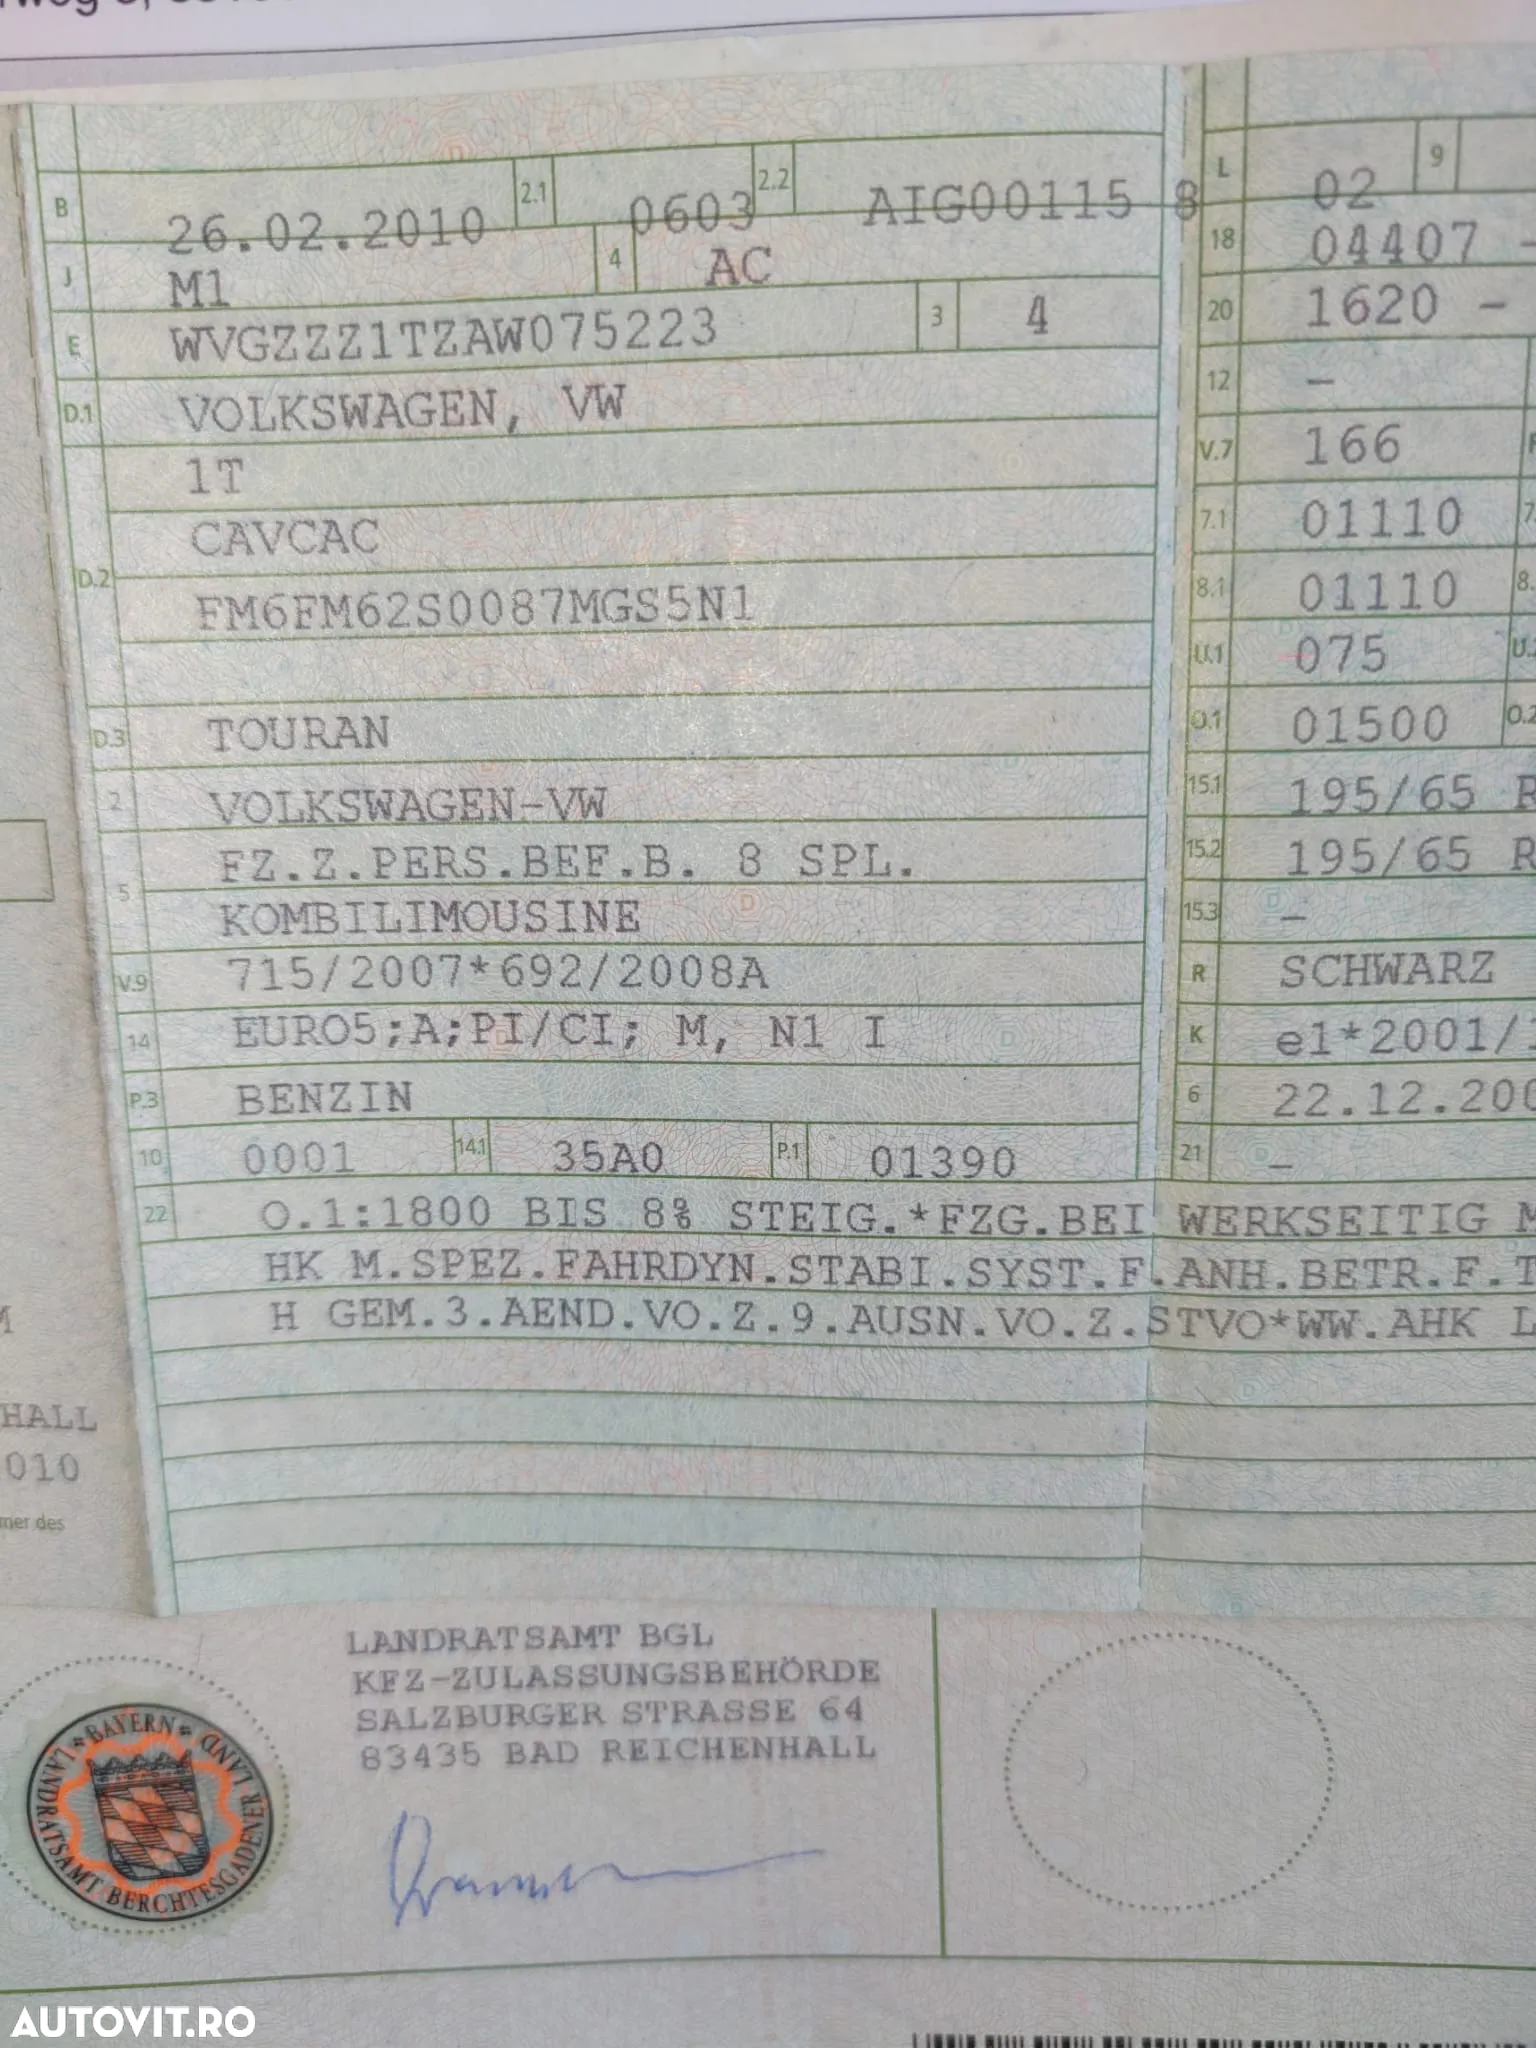 B 26.02.2010 2.1 0603 2.2 AIG00115 8 L 02 9
J M1 4 AC 18 04407 -
E WVGZZZ1TZAW075223 3 4 20 1620 -
D.1 VOLKSWAGEN, VW 12 -
1T V.7 166
CAVCAC 7.1 01110
D.2 FM6FM62S0087MGS5N1 8.1 01110
U.1 075
D.3 TOURAN O.1 01500
2 VOLKSWAGEN-VW 15.1 195/65 R
5 FZ.Z.PERS.BEF.B. 8 SPL. 15.2 195/65 R
KOMBILIMOUSINE 15.3 -
V.9 715/2007*692/2008A R SCHWARZ
14 EURO5;A;PI/CI; M, N1 I K e1*2001/
P.3 BENZIN 6 22.12.200
10 0001 14.1 35A0 P.1 01390 21 -
22 O.1:1800 BIS 8% STEIG.*FZG.BEI WERKSEITIG M
HK M.SPEZ.FAHRDYN.STABI.SYST.F.ANH.BETR.F.T
H GEM.3.AEND.VO.Z.9.AUSN.VO.Z.STVO*WW.AHK L
HALL
010
mer des
LANDRATSAMT BGL
KFZ-ZULASSUNGSBEHÖRDE
SALZBURGER STRASSE 64
83435 BAD REICHENHALL
BAYERN
LANDRATSAMT BERCHTESGADENER LAND
AUTOVIT.RO